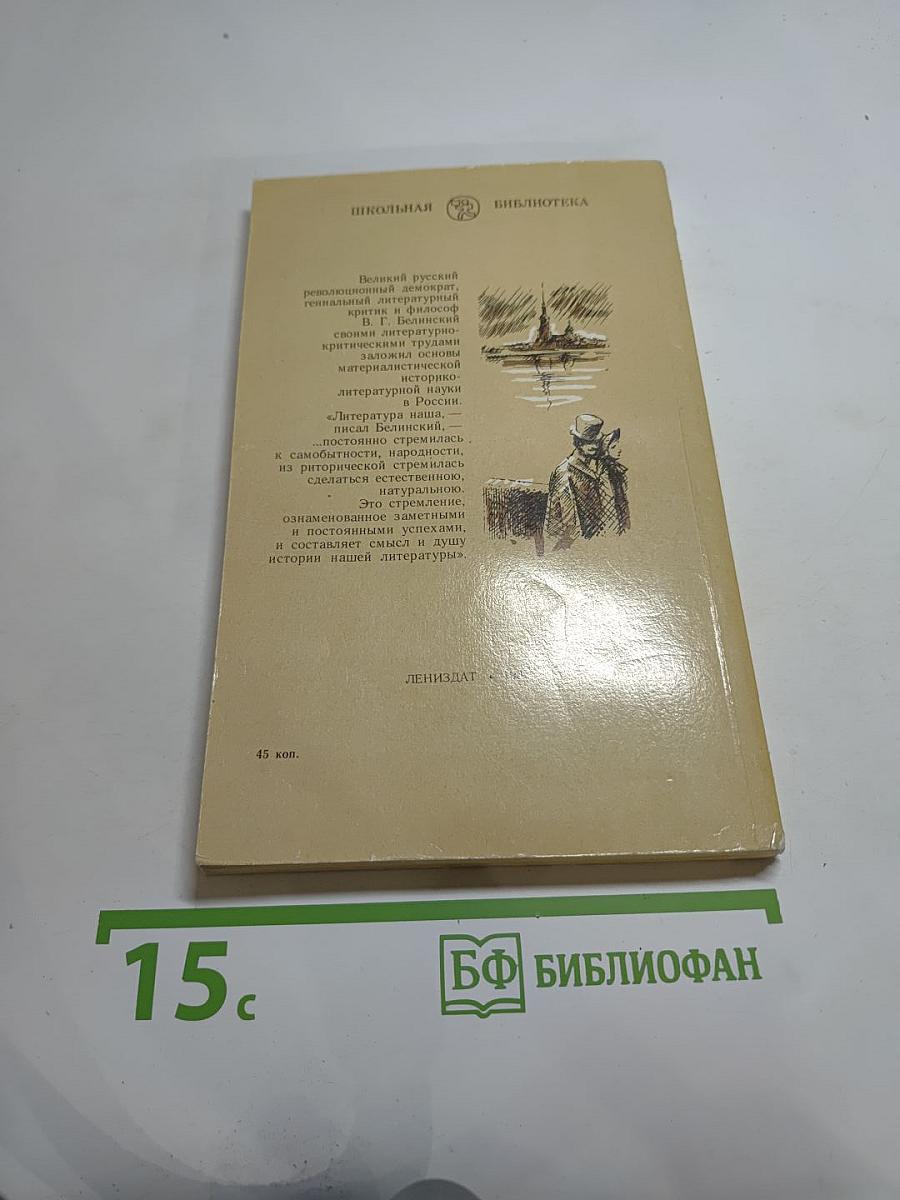 ШКОЛЬНАЯ БИБЛИОТЕКА
Великий русский
революционный демократ,
гениальный литературный
критик и философ
В. Г. Белинский
своими литературно-
критическими трудами
заложил основы
материалистической
историко-
литературной науки
в России.
«Литература наша, —
писал Белинский, —
...постоянно стремилась
к самобытности, народности,
из риторической стремилась
сделаться естественною,
натуральною.
Это стремление,
ознаменованное заметными
и постоянными успехами,
и составляет смысл и душу
истории нашей литературы».
ЛЕНИЗДАТ •
45 коп.
15 с
БФ БИБЛИОФАН